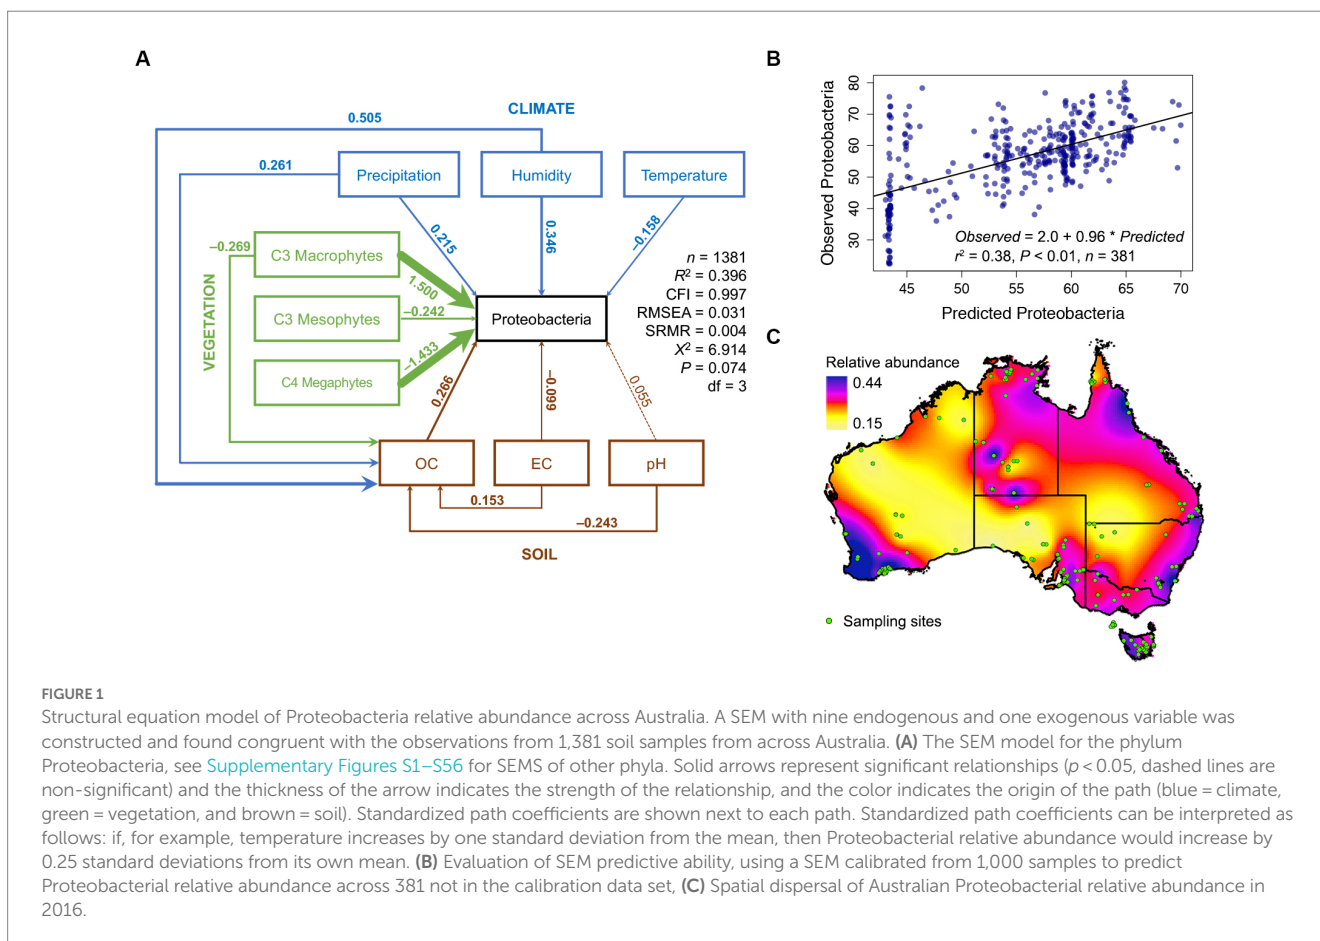 A
CLIMATE
0.505
0.261
Precipitation
Humidity
Temperature
0.215
0.346
–0.158
–0.269
VEGETATION
C3 Macrophytes
1.500
C3 Mesophytes
–0.242
C4 Megaphytes
–1.433
Proteobacteria
n = 1381
R² = 0.396
CFI = 0.997
RMSEA = 0.031
SRMR = 0.004
X² = 6.914
P = 0.074
df = 3
0.266
–0.099
0.055
OC
EC
pH
0.153
–0.243
SOIL
B
Observed Proteobacteria
80
70
60
50
40
30
Observed = 2.0 + 0.96 * Predicted
r² = 0.38, P < 0.01, n = 381
45 50 55 60 65 70
Predicted Proteobacteria
C
Relative abundance
0.44
0.15
Sampling sites
FIGURE 1
Structural equation model of Proteobacteria relative abundance across Australia. A SEM with nine endogenous and one exogenous variable was
constructed and found congruent with the observations from 1,381 soil samples from across Australia. (A) The SEM model for the phylum
Proteobacteria, see Supplementary Figures S1–S56 for SEMS of other phyla. Solid arrows represent significant relationships (p < 0.05, dashed lines are
non-significant) and the thickness of the arrow indicates the strength of the relationship, and the color indicates the origin of the path (blue = climate,
green = vegetation, and brown = soil). Standardized path coefficients are shown next to each path. Standardized path coefficients can be interpreted as
follows: if, for example, temperature increases by one standard deviation from the mean, then Proteobacterial relative abundance would increase by
0.25 standard deviations from its own mean. (B) Evaluation of SEM predictive ability, using a SEM calibrated from 1,000 samples to predict
Proteobacterial relative abundance across 381 not in the calibration data set, (C) Spatial dispersal of Australian Proteobacterial relative abundance in
2016.